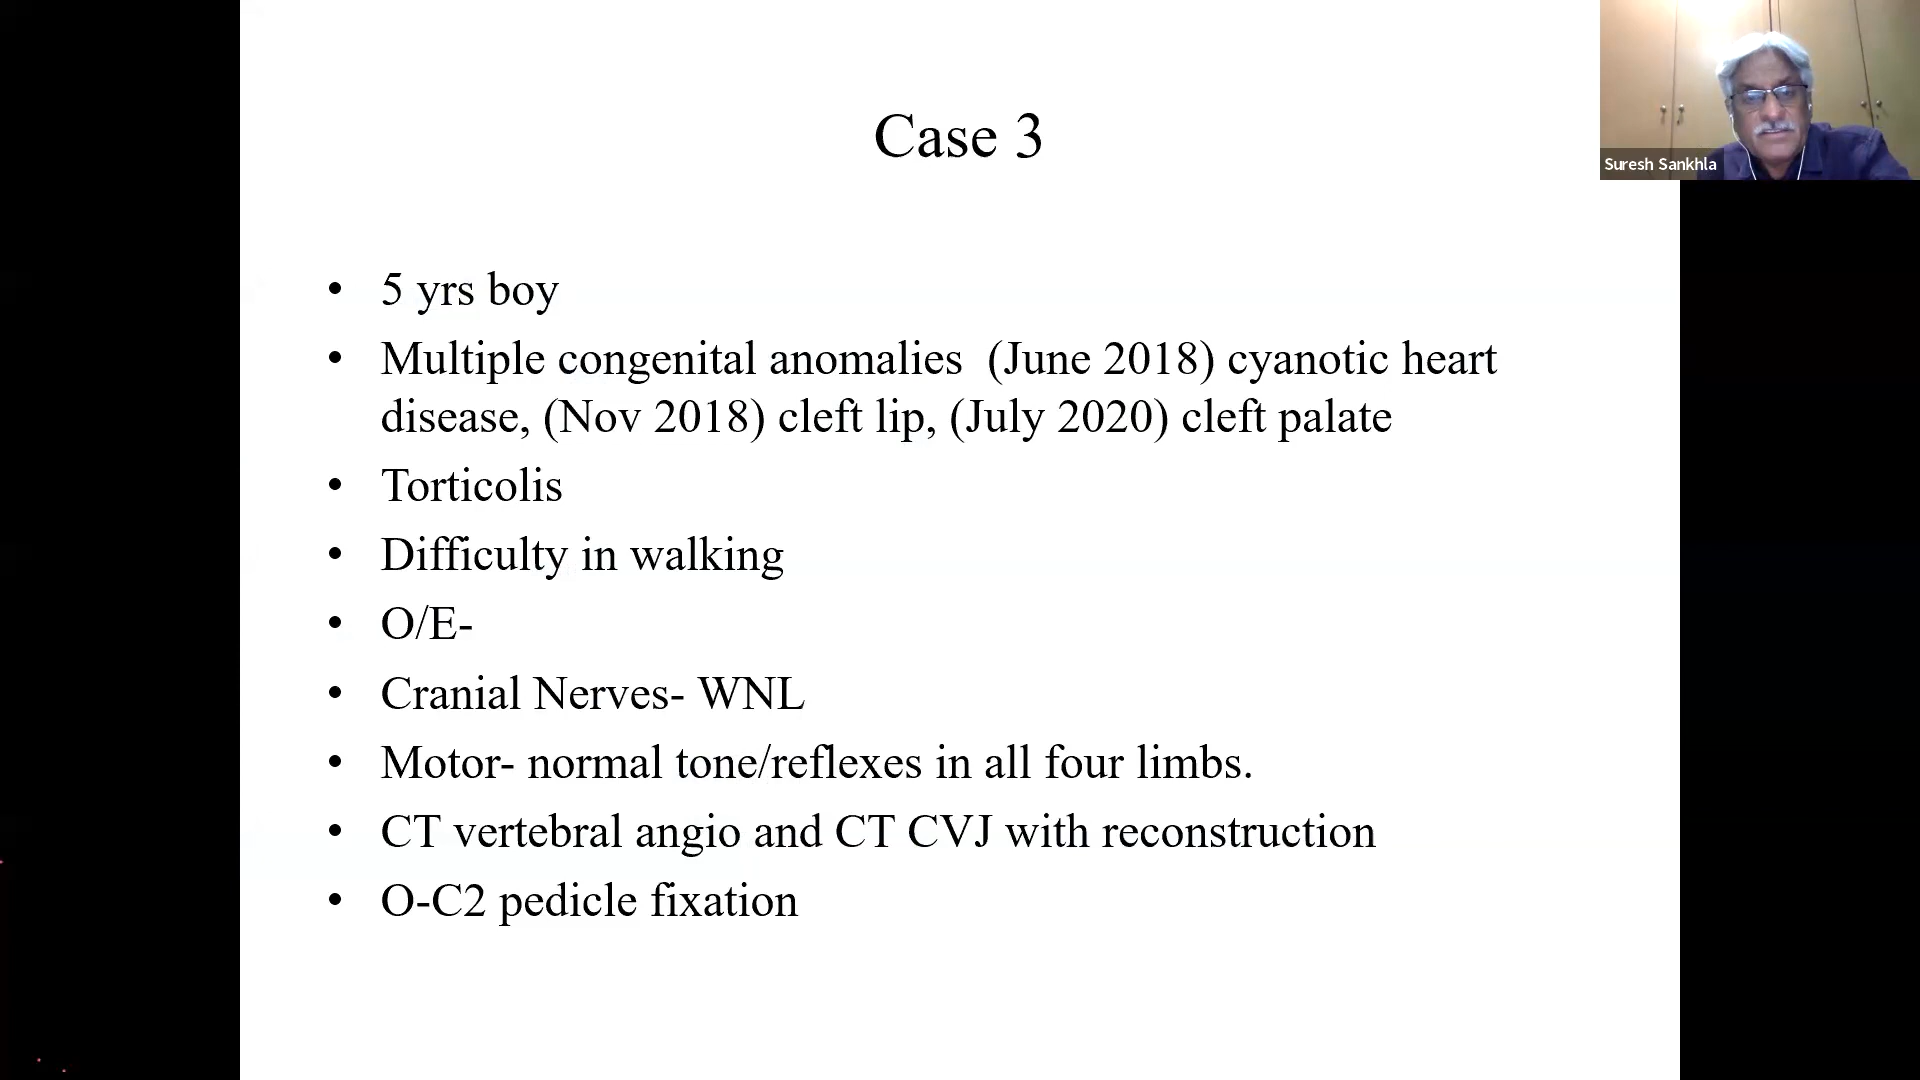 Case 3
Suresh Sankhla
• 5 yrs boy
• Multiple congenital anomalies  (June 2018) cyanotic heart
disease, (Nov 2018) cleft lip, (July 2020) cleft palate
• Torticolis
• Difficulty in walking
• O/E-
• Cranial Nerves- WNL
• Motor- normal tone/reflexes in all four limbs.
• CT vertebral angio and CT CVJ with reconstruction
• O-C2 pedicle fixation